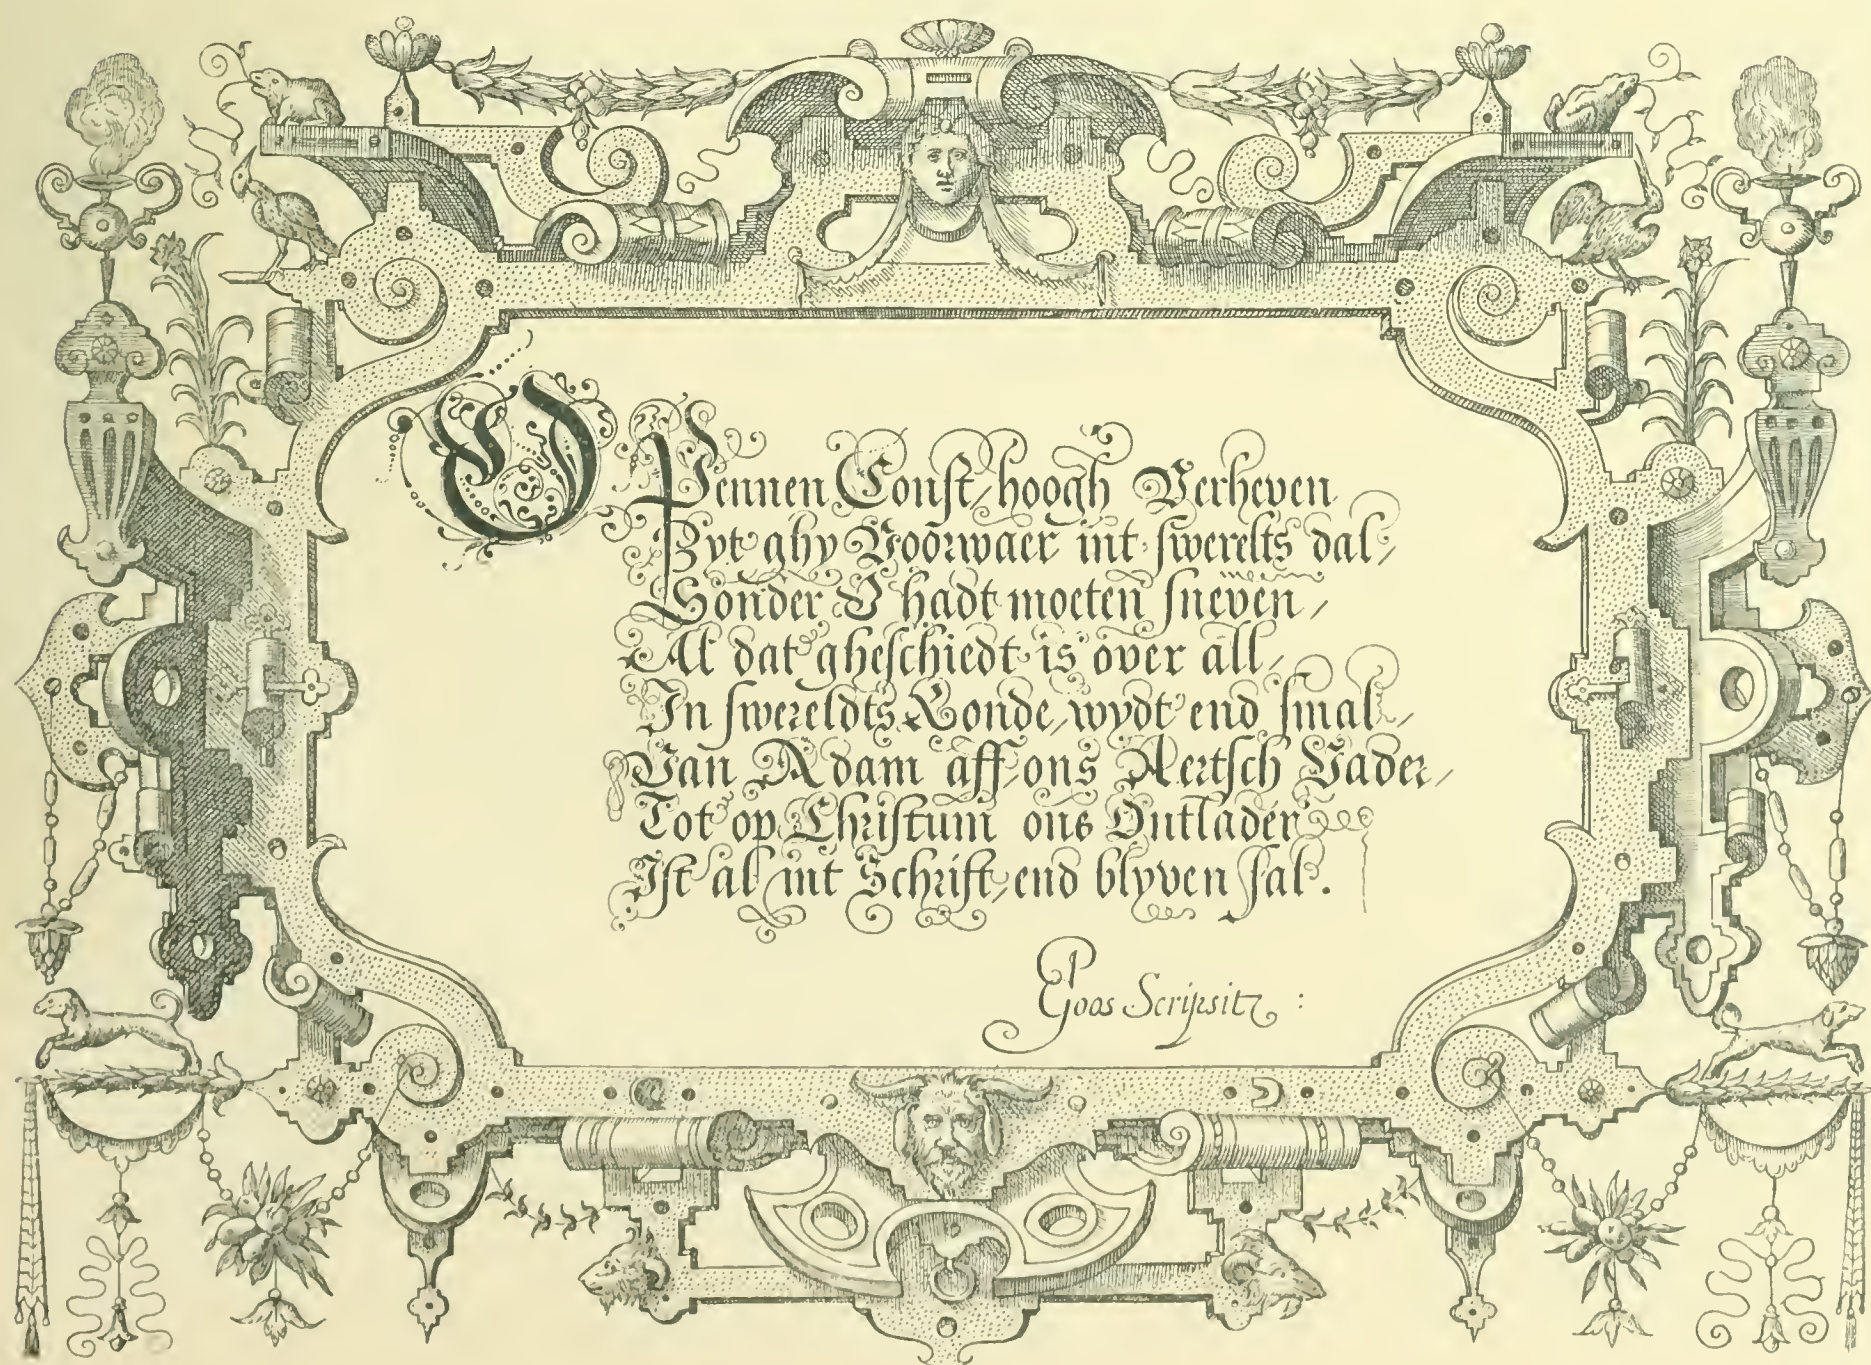 O Pennen Const, hoogh Verheven
Zyt ghy Voorwaer int swerelts dal,
Sonder V hadt moeten sneven,
Al dat gheschiedt is over all,
In swereldts Ronde, wydt end smal,
Van Adam aff, ons Aertsch Vader,
Tot op Christum ons Ontlader
Ist al int Schrift, end blyven sal.
P Goos Scripsit :